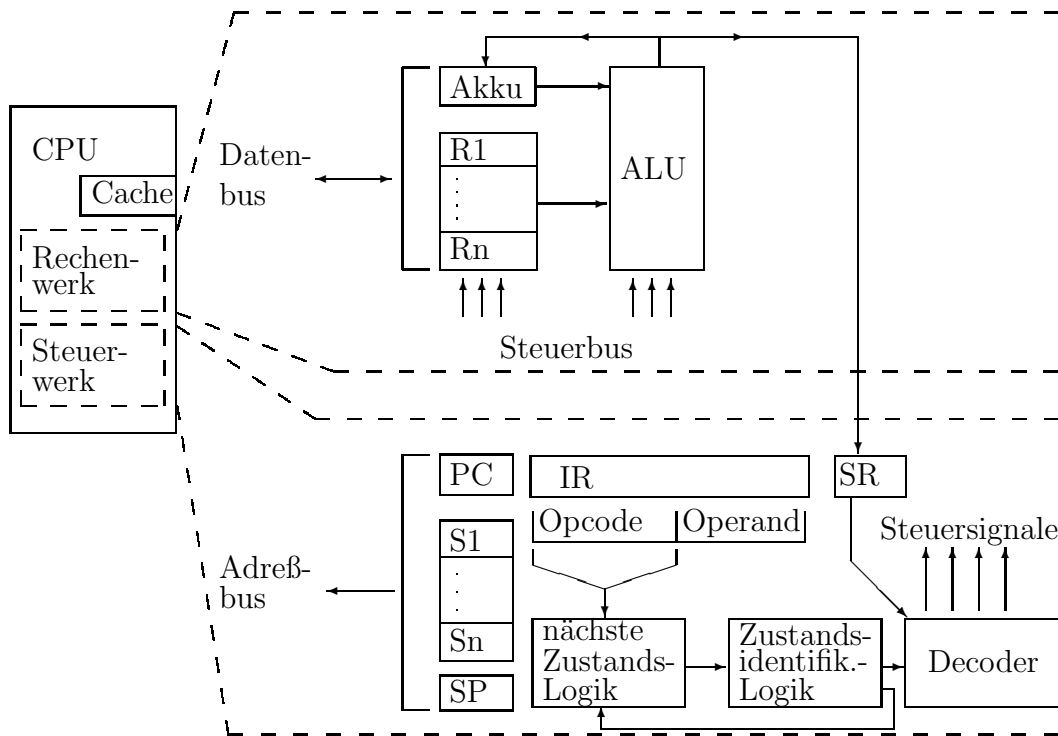 CPU
Cache
Rechen-
werk
Steuer-
werk
Daten-
bus
Akku
R1
Rn
ALU
Steuerbus
Adreß-
bus
PC
S1
Sn
SP
IR
Opcode
Operand
SR
Steuersignale
nächste
Zustands-
Logik
Zustands-
identifik.-
Logik
Decoder